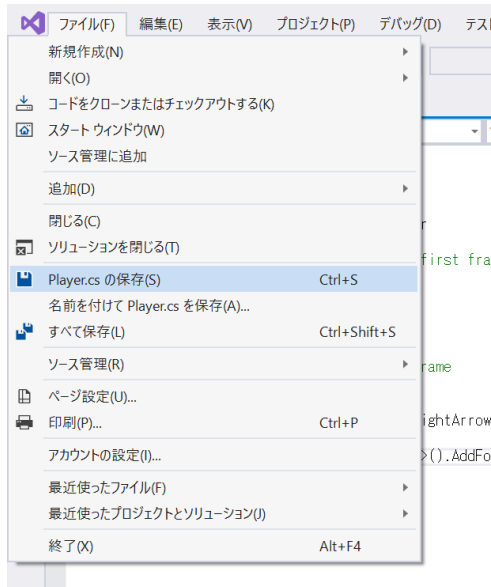 ファイル(F) 編集(E) 表示(V) プロジェクト(P) デバッグ(D) テス
新規作成(N)
開く(O)
コードをクローンまたはチェックアウトする(K)
スタート ウィンドウ(W)
ソース管理に追加
追加(D)
閉じる(C)
r
ソリューションを閉じる(T)
first fra
Player.cs の保存(S) Ctrl+S
名前を付けて Player.cs を保存(A)...
すべて保存(L) Ctrl+Shift+S
ソース管理(R)
rame
ページ設定(U)...
印刷(P)... Ctrl+P
ightArrow
アカウントの設定(I)...
>().AddFo
最近使ったファイル(F)
最近使ったプロジェクトとソリューション(J)
終了(X) Alt+F4